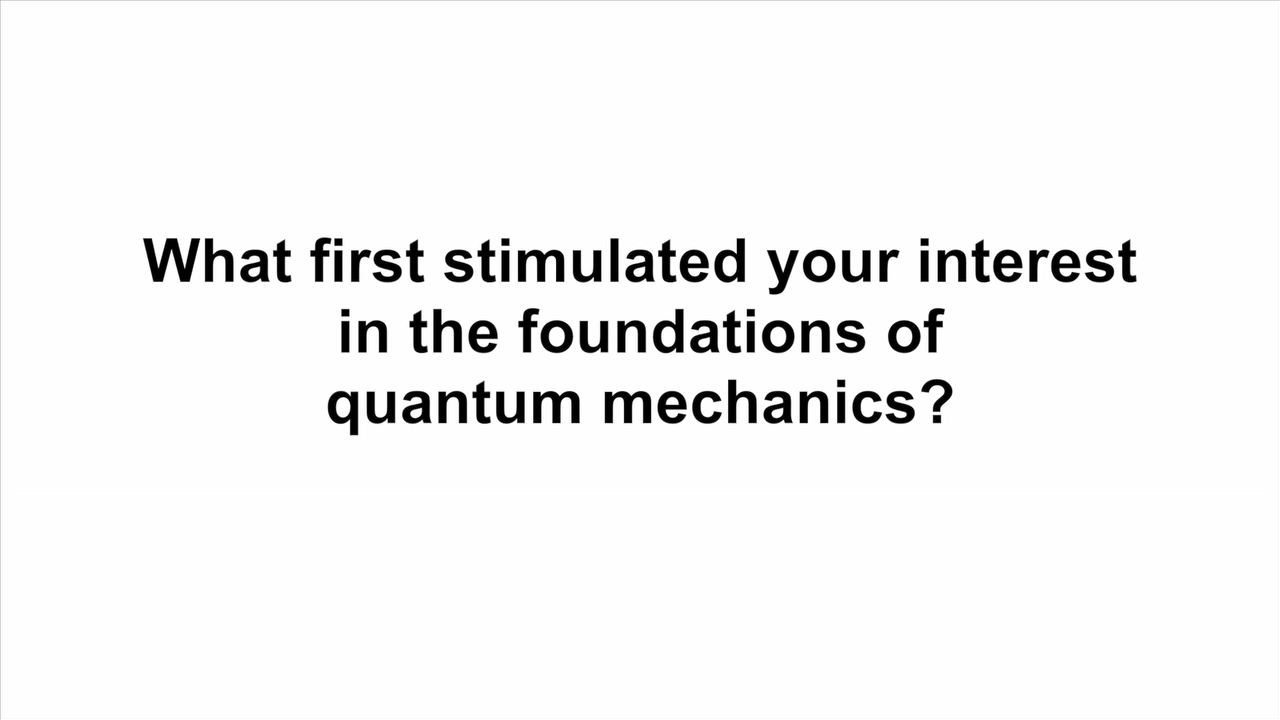 What first stimulated your interest
in the foundations of
quantum mechanics?